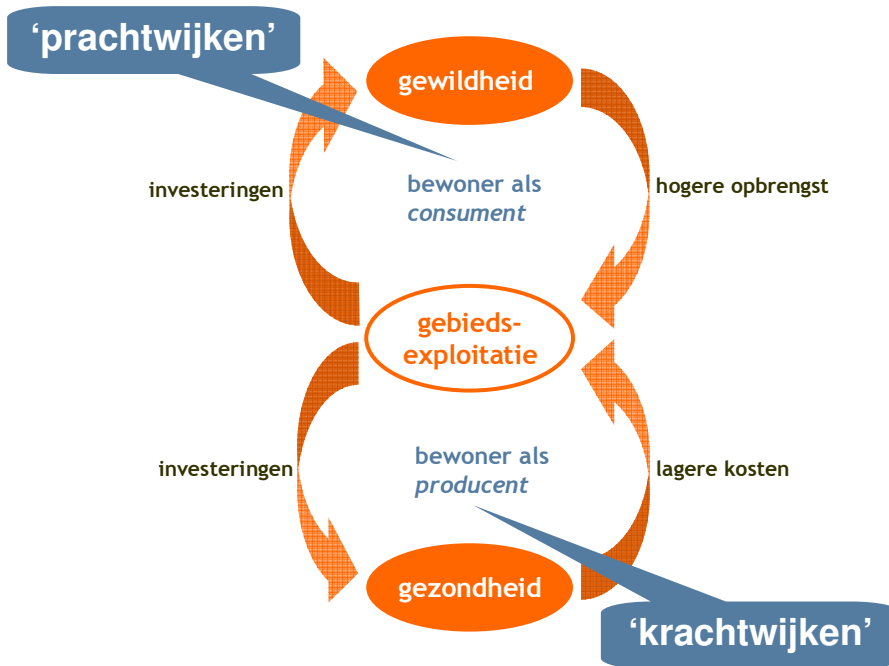 ‘prachtwijken’
gewildheid
investeringen
bewoner als
consument
hogere opbrengst
gebieds-
exploitatie
investeringen
bewoner als
producent
lagere kosten
gezondheid
‘krachtwijken’